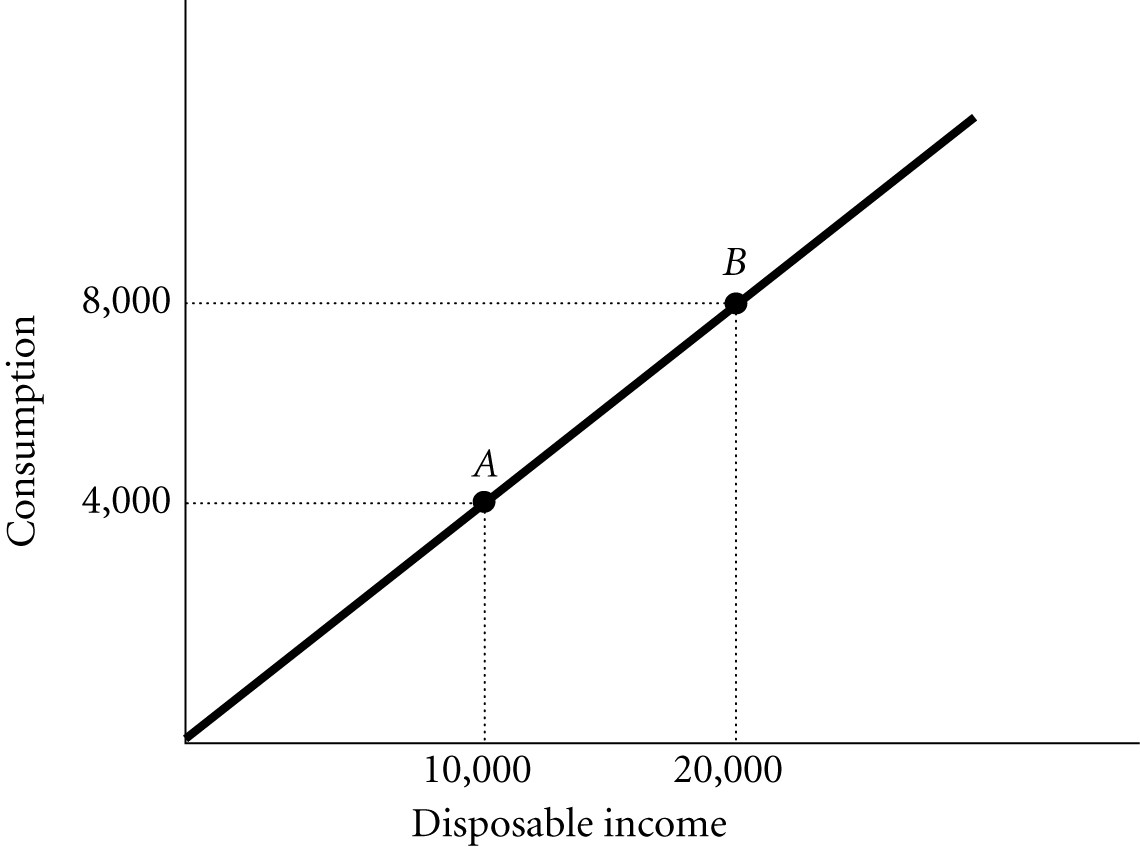 B
8,000
A
4,000
Consumption
10,000 20,000
Disposable income